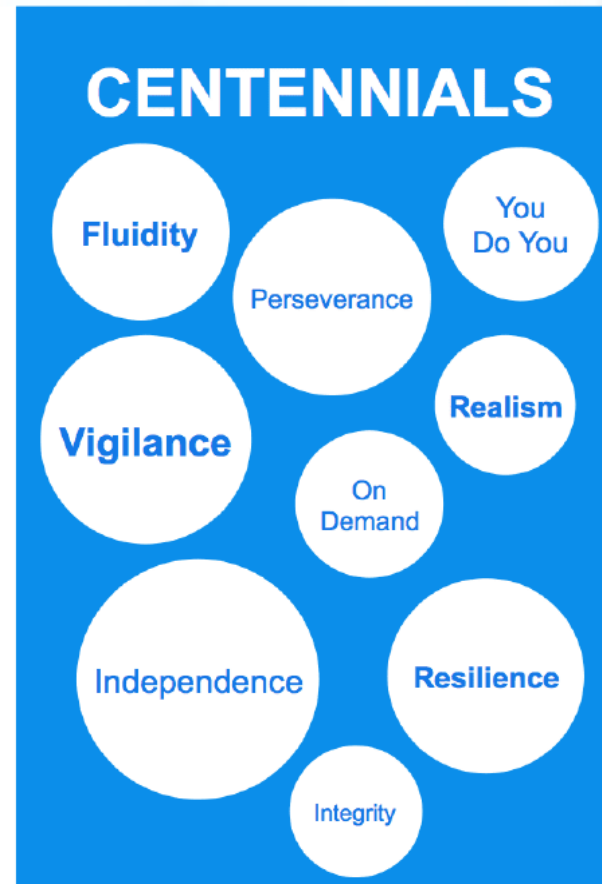 CENTENNIALS
Fluidity
You
Do You
Perseverance
Realism
Vigilance
On
Demand
Independence
Resilience
Integrity